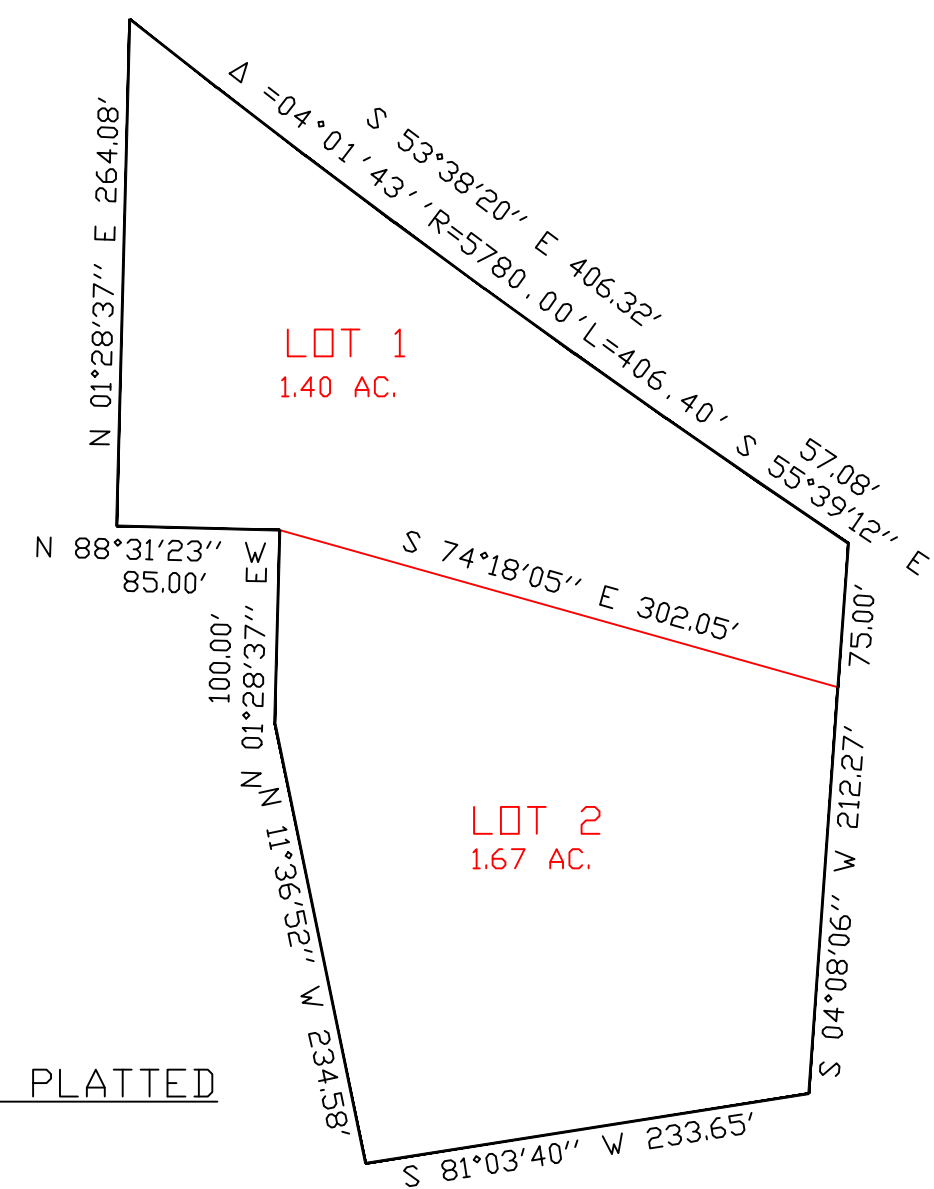 Δ =04°01'43''R=5780.00'L=406.40' S 55°39'12'' E
57.08'
S 53°38'20'' E 406.32'
N 01°28'37'' E 264.08'
LOT 1
1.40 AC.
N 88°31'23'' W
85.00'
S 74°18'05'' E 302.05'
75.00'
100.00'
N 01°28'37'' E
S 04°08'06'' W 212.27'
LOT 2
1.67 AC.
N 11°36'52'' W 234.58'
S 81°03'40'' W 233.65'
PLATTED